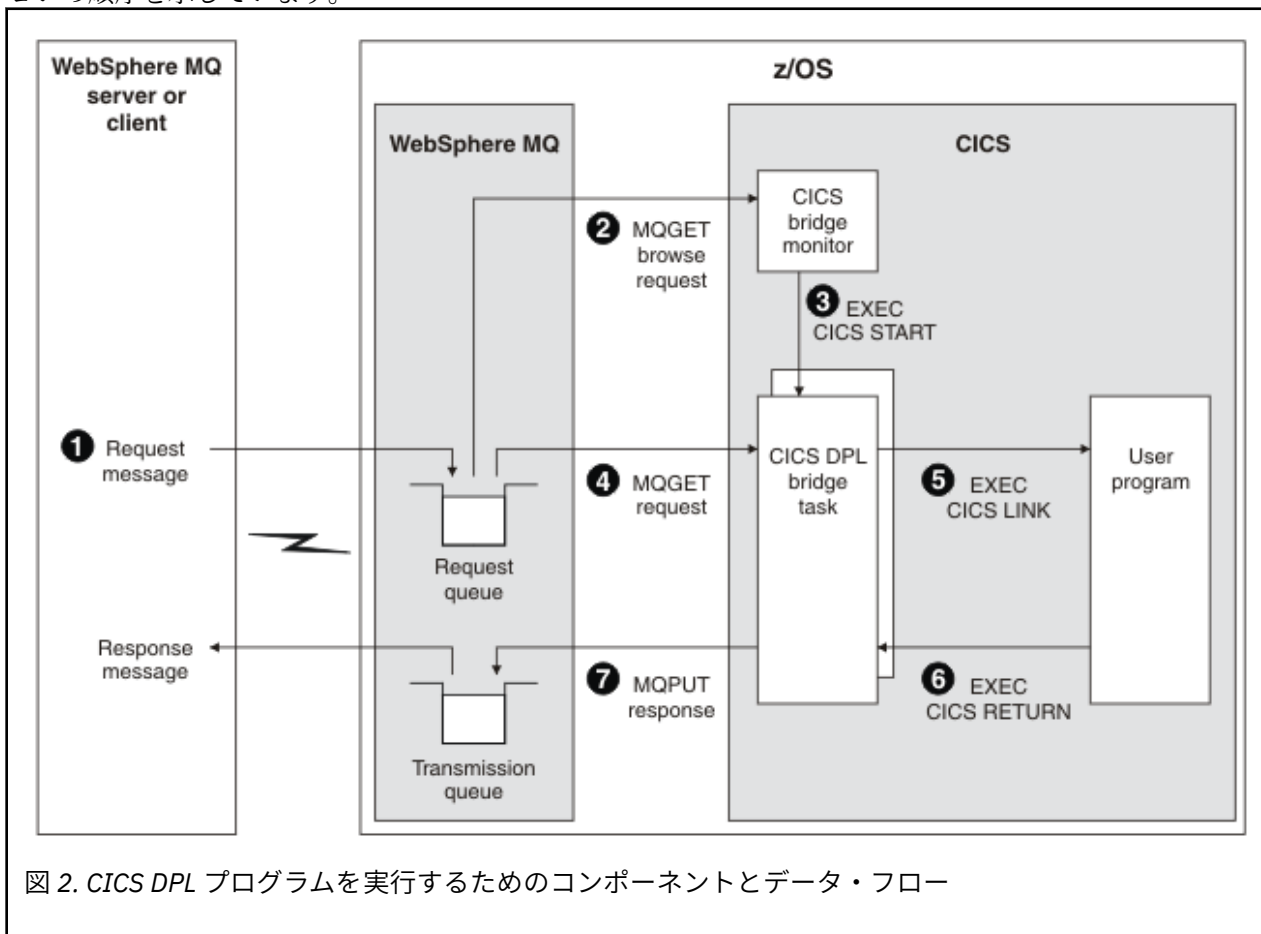 WebSphere MQ
server or
client
z/OS
WebSphere MQ
CICS
CICS
bridge
monitor
2 MQGET
browse
request
3 EXEC
CICS START
1 Request
message
4 MQGET
request
CICS DPL
bridge
task
5 EXEC
CICS LINK
User
program
Request
queue
Response
message
7 MQPUT
response
6 EXEC
CICS RETURN
Transmission
queue
図 2. CICS DPL プログラムを実行するためのコンポーネントとデータ・フロー